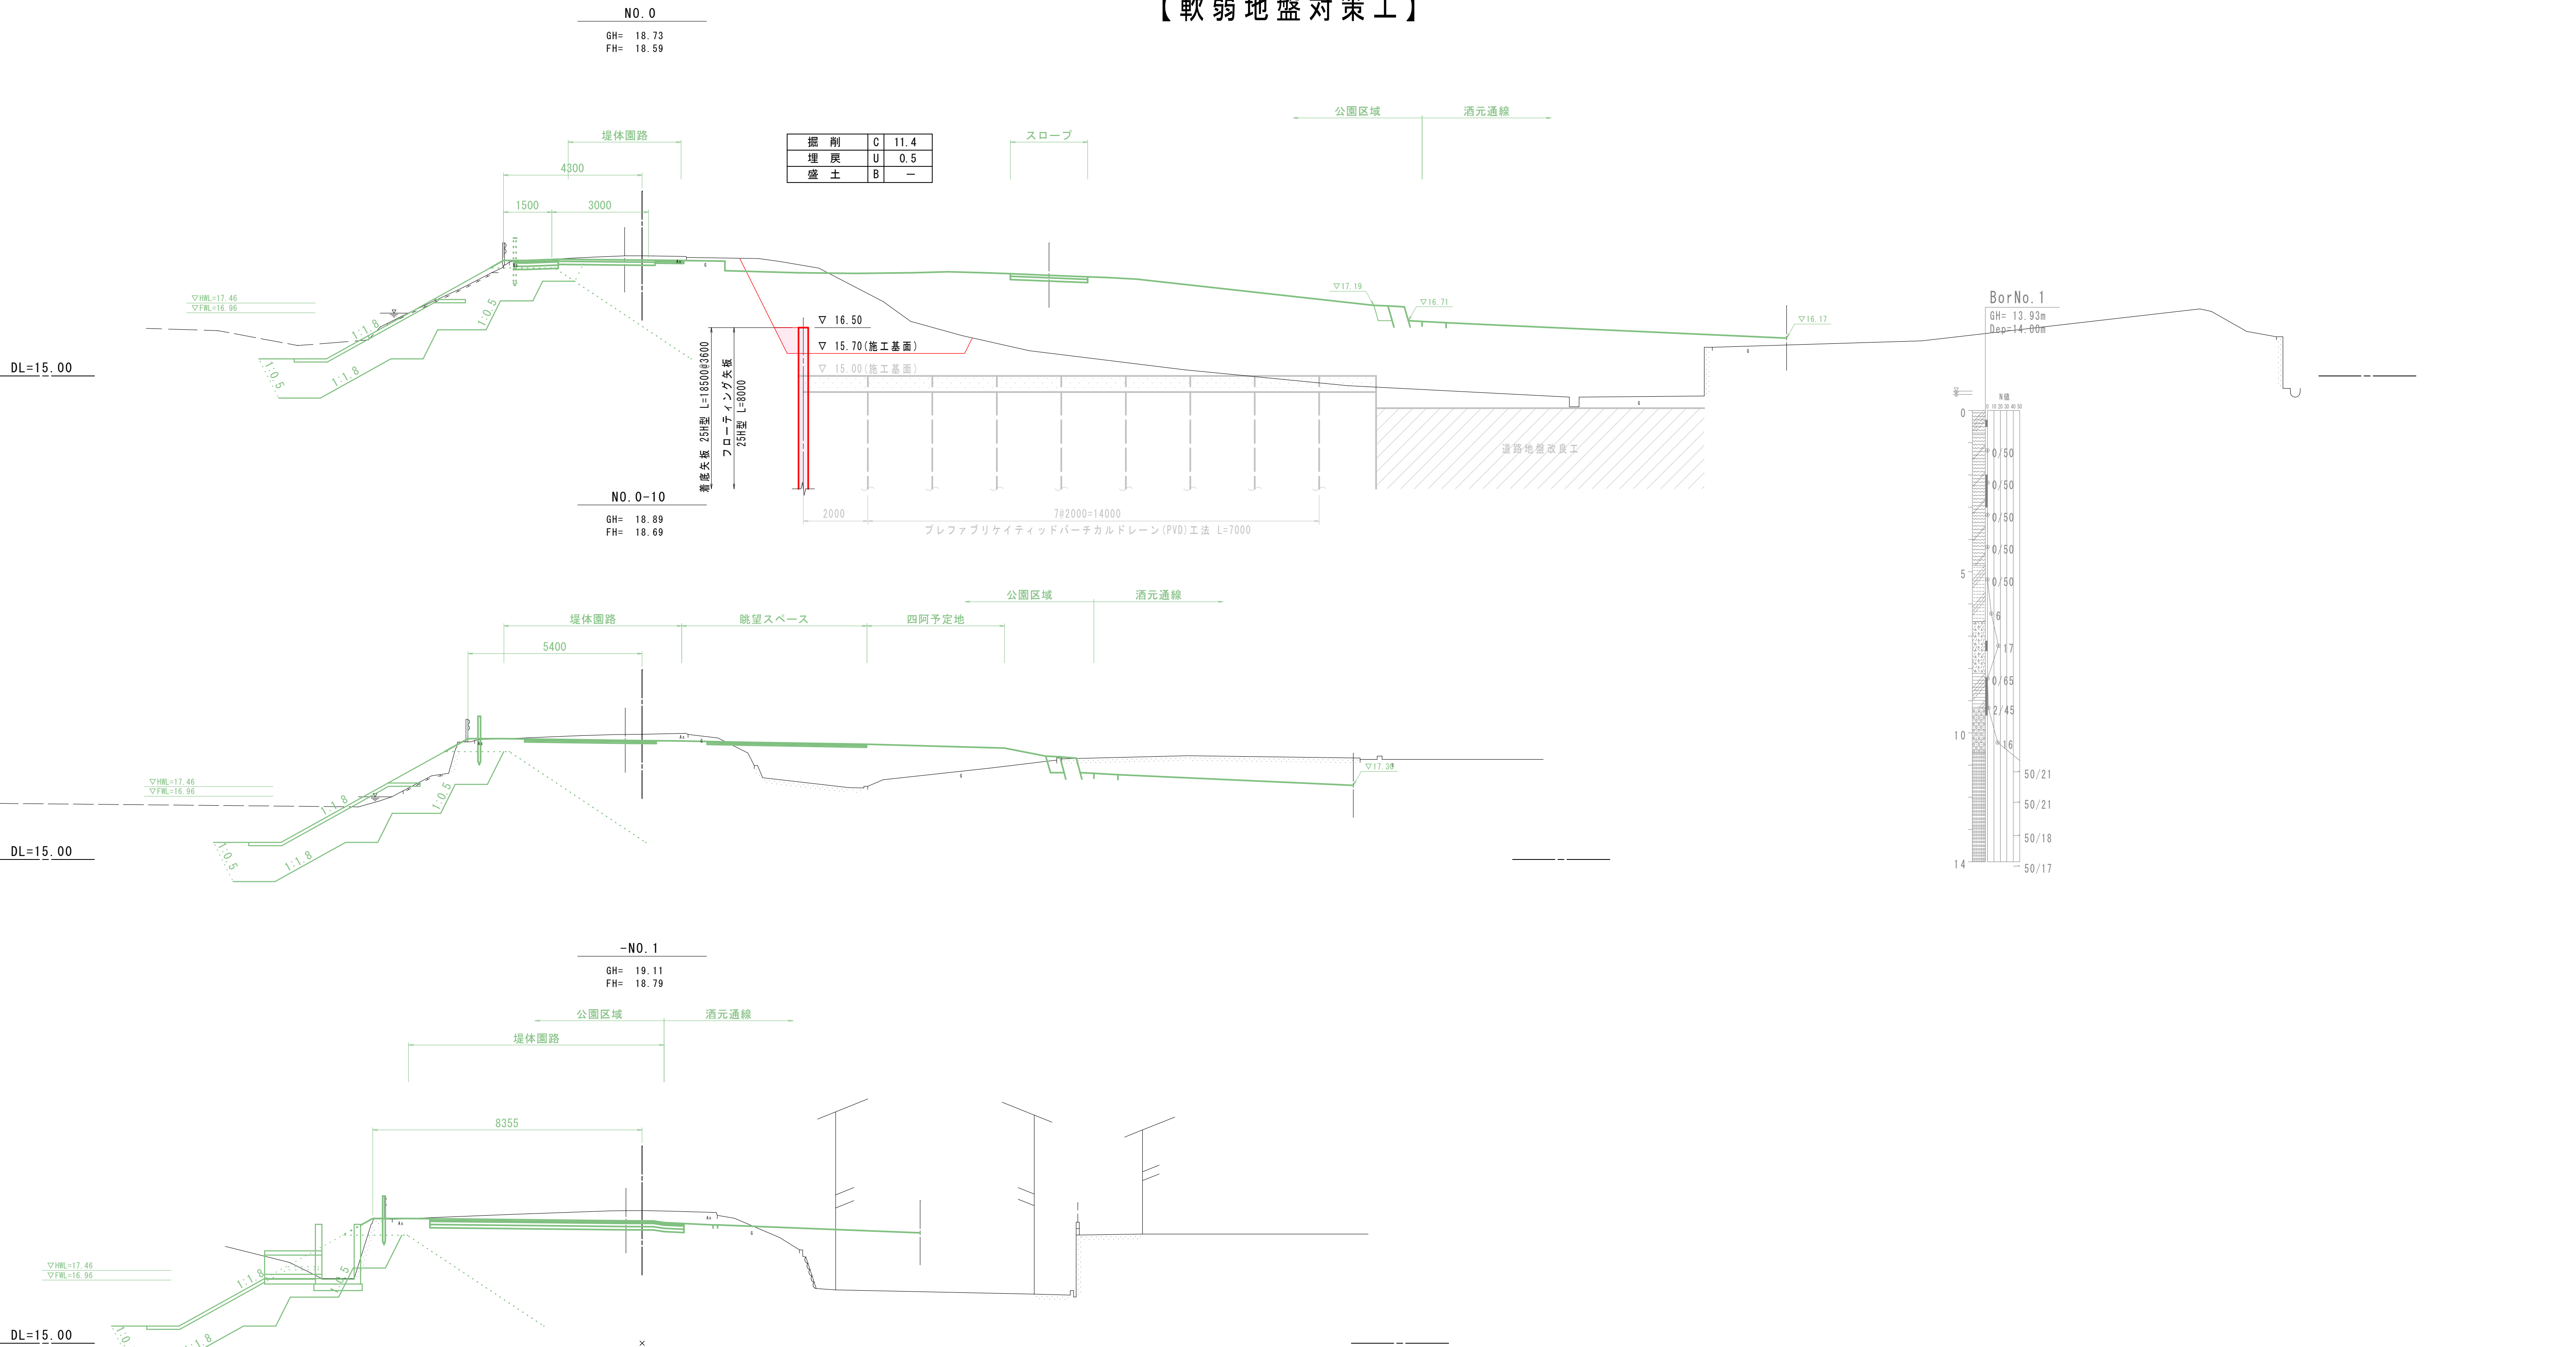 【軟弱地盤対策工】
NO.0
GH= 18.73
FH= 18.59
公園区域
酒元通線
堤体園路
スロープ
掘 削 C 11.4
埋 戻 U 0.5
盛 土 B －
4300
1500
3000
▽HWL=17.46
▽FWL=16.96
1:1.8
1:0.5
1:0.5
1:1.8
As
G
▽17.19
▽16.71
▽16.17
▽ 16.50
▽ 15.70(施工基面)
▽ 15.00(施工基面)
DL=15.00
着底矢板 25H型 L=18500@3600
フローティング矢板
25H型 L=8000
道路地盤改良工
2000
7@2000=14000
プレファブリケイティッドバーチカルドレーン(PVD)工法 L=7000
BorNo.1
GH= 13.93m
Dep=14.00m
N値
0 10 20 30 40 50
0
0/50
0/50
0/50
0/50
5
0/50
6
17
0/65
2/45
10
16
50/21
50/21
50/18
14
50/17
NO.0-10
GH= 18.89
FH= 18.69
公園区域
酒元通線
堤体園路
眺望スペース
四阿予定地
5400
▽HWL=17.46
▽FWL=16.96
1:1.8
1:0.5
1:0.5
1:1.8
As
G
DL=15.00
-NO.1
GH= 19.11
FH= 18.79
公園区域
酒元通線
堤体園路
8355
▽HWL=17.46
▽FWL=16.96
1:1.8
1:0.5
1:1.8
As
G
DL=15.00